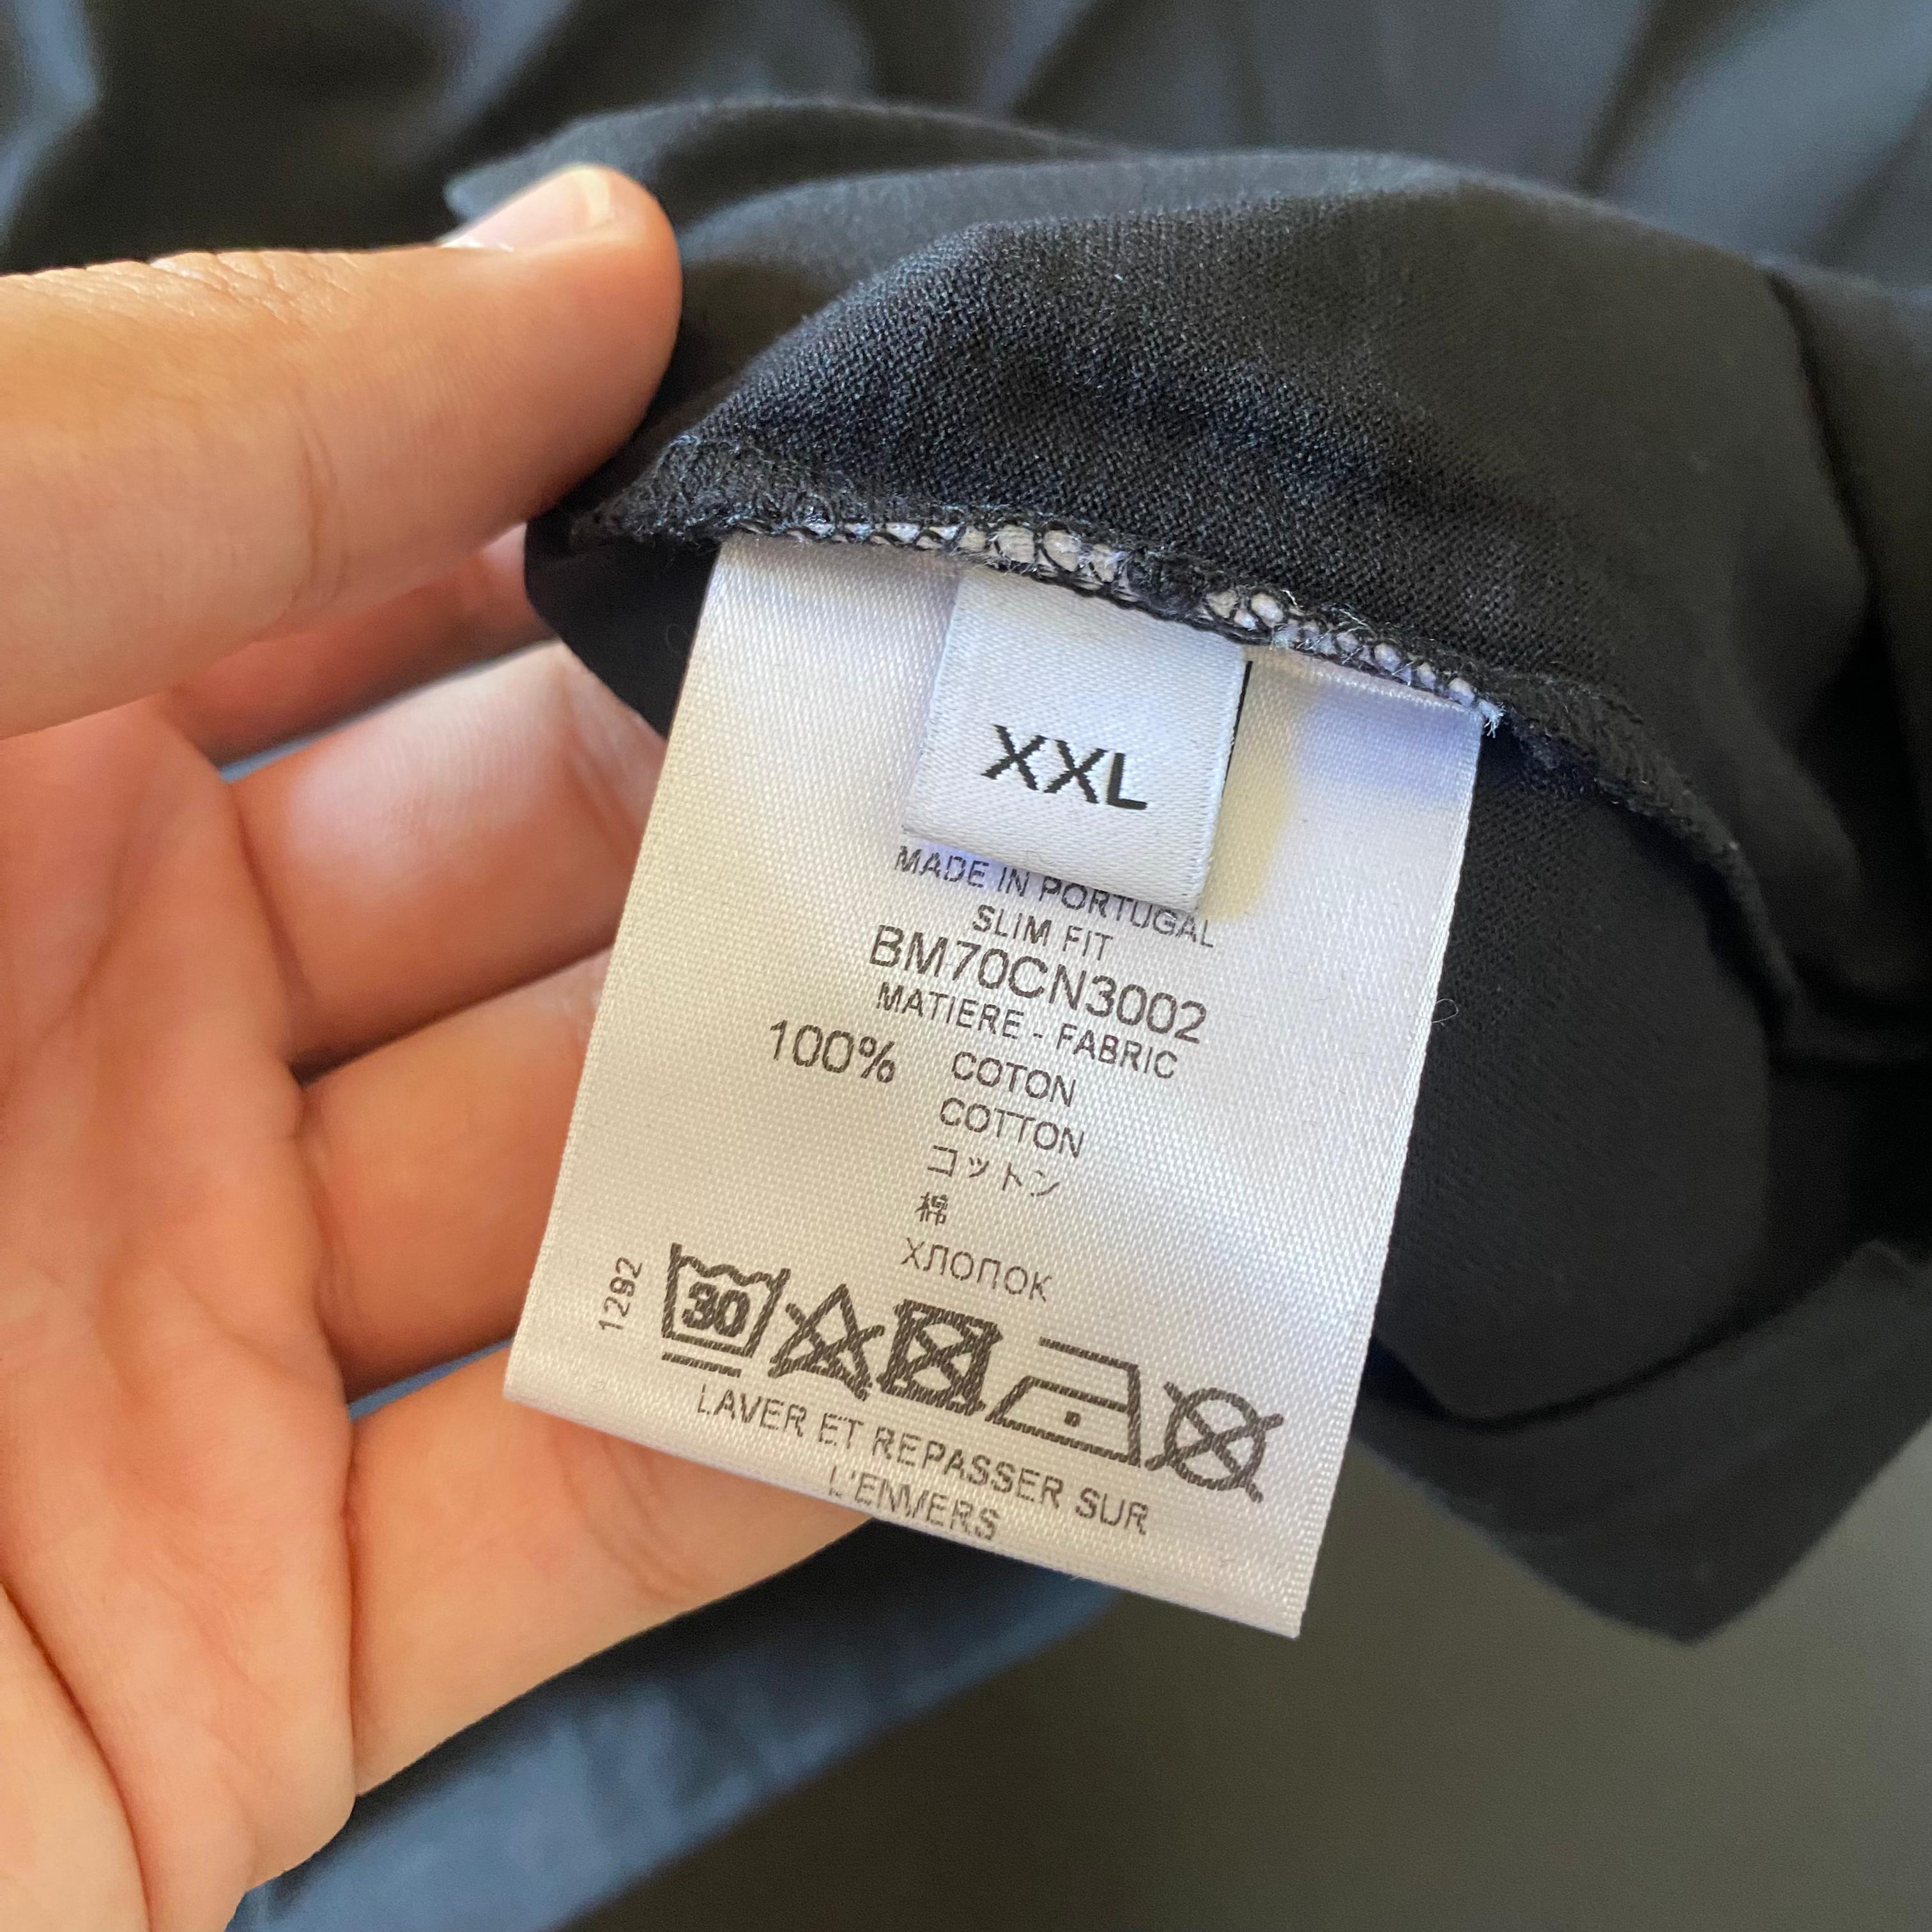 XXL
MADE IN PORTUGAL
SLIM FIT
BM70CN3002
MATIERE - FABRIC
100% COTON
COTTON
コットン
棉
ХЛОПОК
1292
30
LAVER ET REPASSER SUR
L'ENVERS